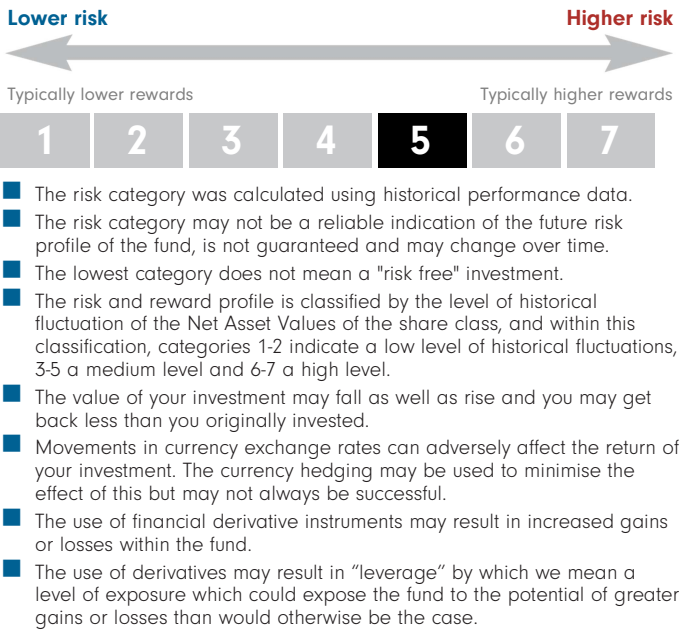 Lower risk Higher risk
Typically lower rewards Typically higher rewards
1 2 3 4 5 6 7
The risk category was calculated using historical performance data.
The risk category may not be a reliable indication of the future risk
profile of the fund, is not guaranteed and may change over time.
The lowest category does not mean a "risk free" investment.
The risk and reward profile is classified by the level of historical
fluctuation of the Net Asset Values of the share class, and within this
classification, categories 1-2 indicate a low level of historical fluctuations,
3-5 a medium level and 6-7 a high level.
The value of your investment may fall as well as rise and you may get
back less than you originally invested.
Movements in currency exchange rates can adversely affect the return of
your investment. The currency hedging may be used to minimise the
effect of this but may not always be successful.
The use of financial derivative instruments may result in increased gains
or losses within the fund.
The use of derivatives may result in “leverage” by which we mean a
level of exposure which could expose the fund to the potential of greater
gains or losses than would otherwise be the case.